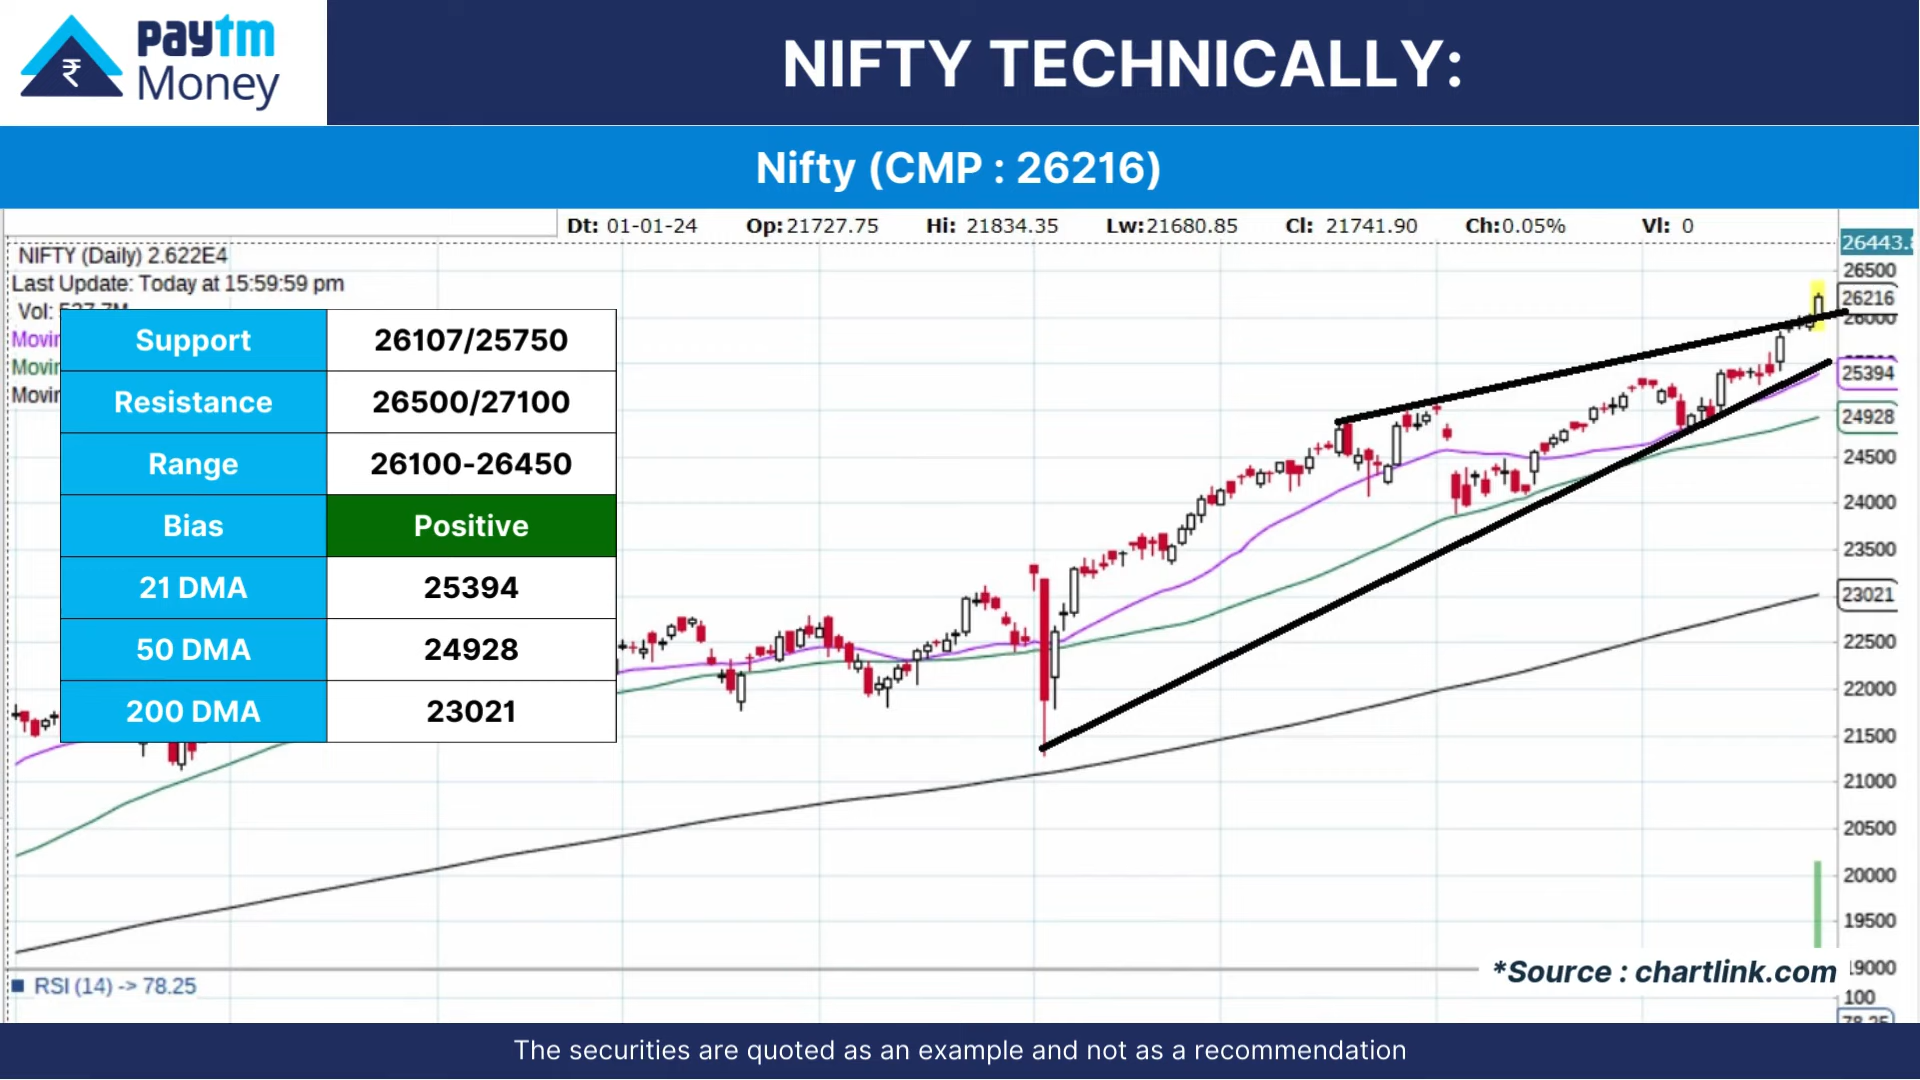 paytm
Money
NIFTY TECHNICALLY:
Nifty (CMP : 26216)
Dt: 01-01-24 Op:21727.75 Hi: 21834.35 Lw:21680.85 Cl: 21741.90 Ch:0.05% Vl: 0
NIFTY (Daily) 2.622E4
Last Update: Today at 15:59:59 pm
Vol:
Support 26107/25750
Resistance 26500/27100
Range 26100-26450
Bias Positive
21 DMA 25394
50 DMA 24928
200 DMA 23021
26500
26216
26000
25394
24928
24500
24000
23500
23021
22500
22000
21500
21000
20500
20000
19500
19000
*Source : chartlink.com
RSI (14) -> 78.25
100
78.25
The securities are quoted as an example and not as a recommendation